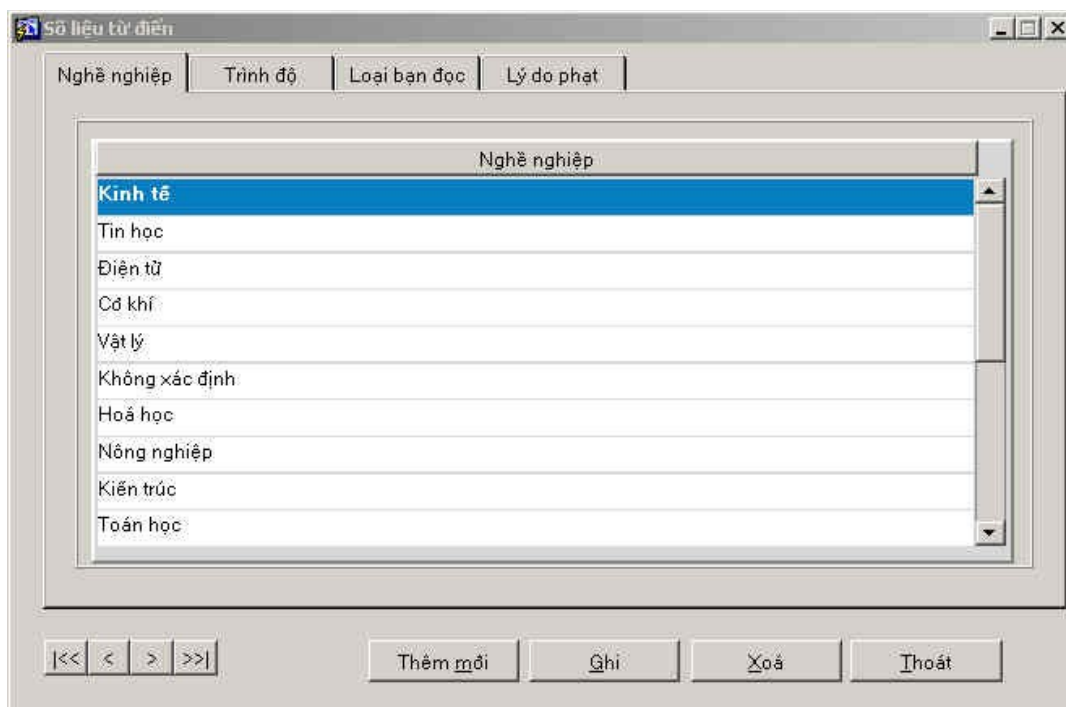 Số liệu từ điển
Nghề nghiệp Trình độ Loại bạn đọc Lý do phạt
Nghề nghiệp
Kinh tế
Tin học
Điện tử
Cơ khí
Vật lý
Không xác định
Hoá học
Nông nghiệp
Kiến trúc
Toán học
|<< < > >>| Thêm mới Ghi Xoá Thoát